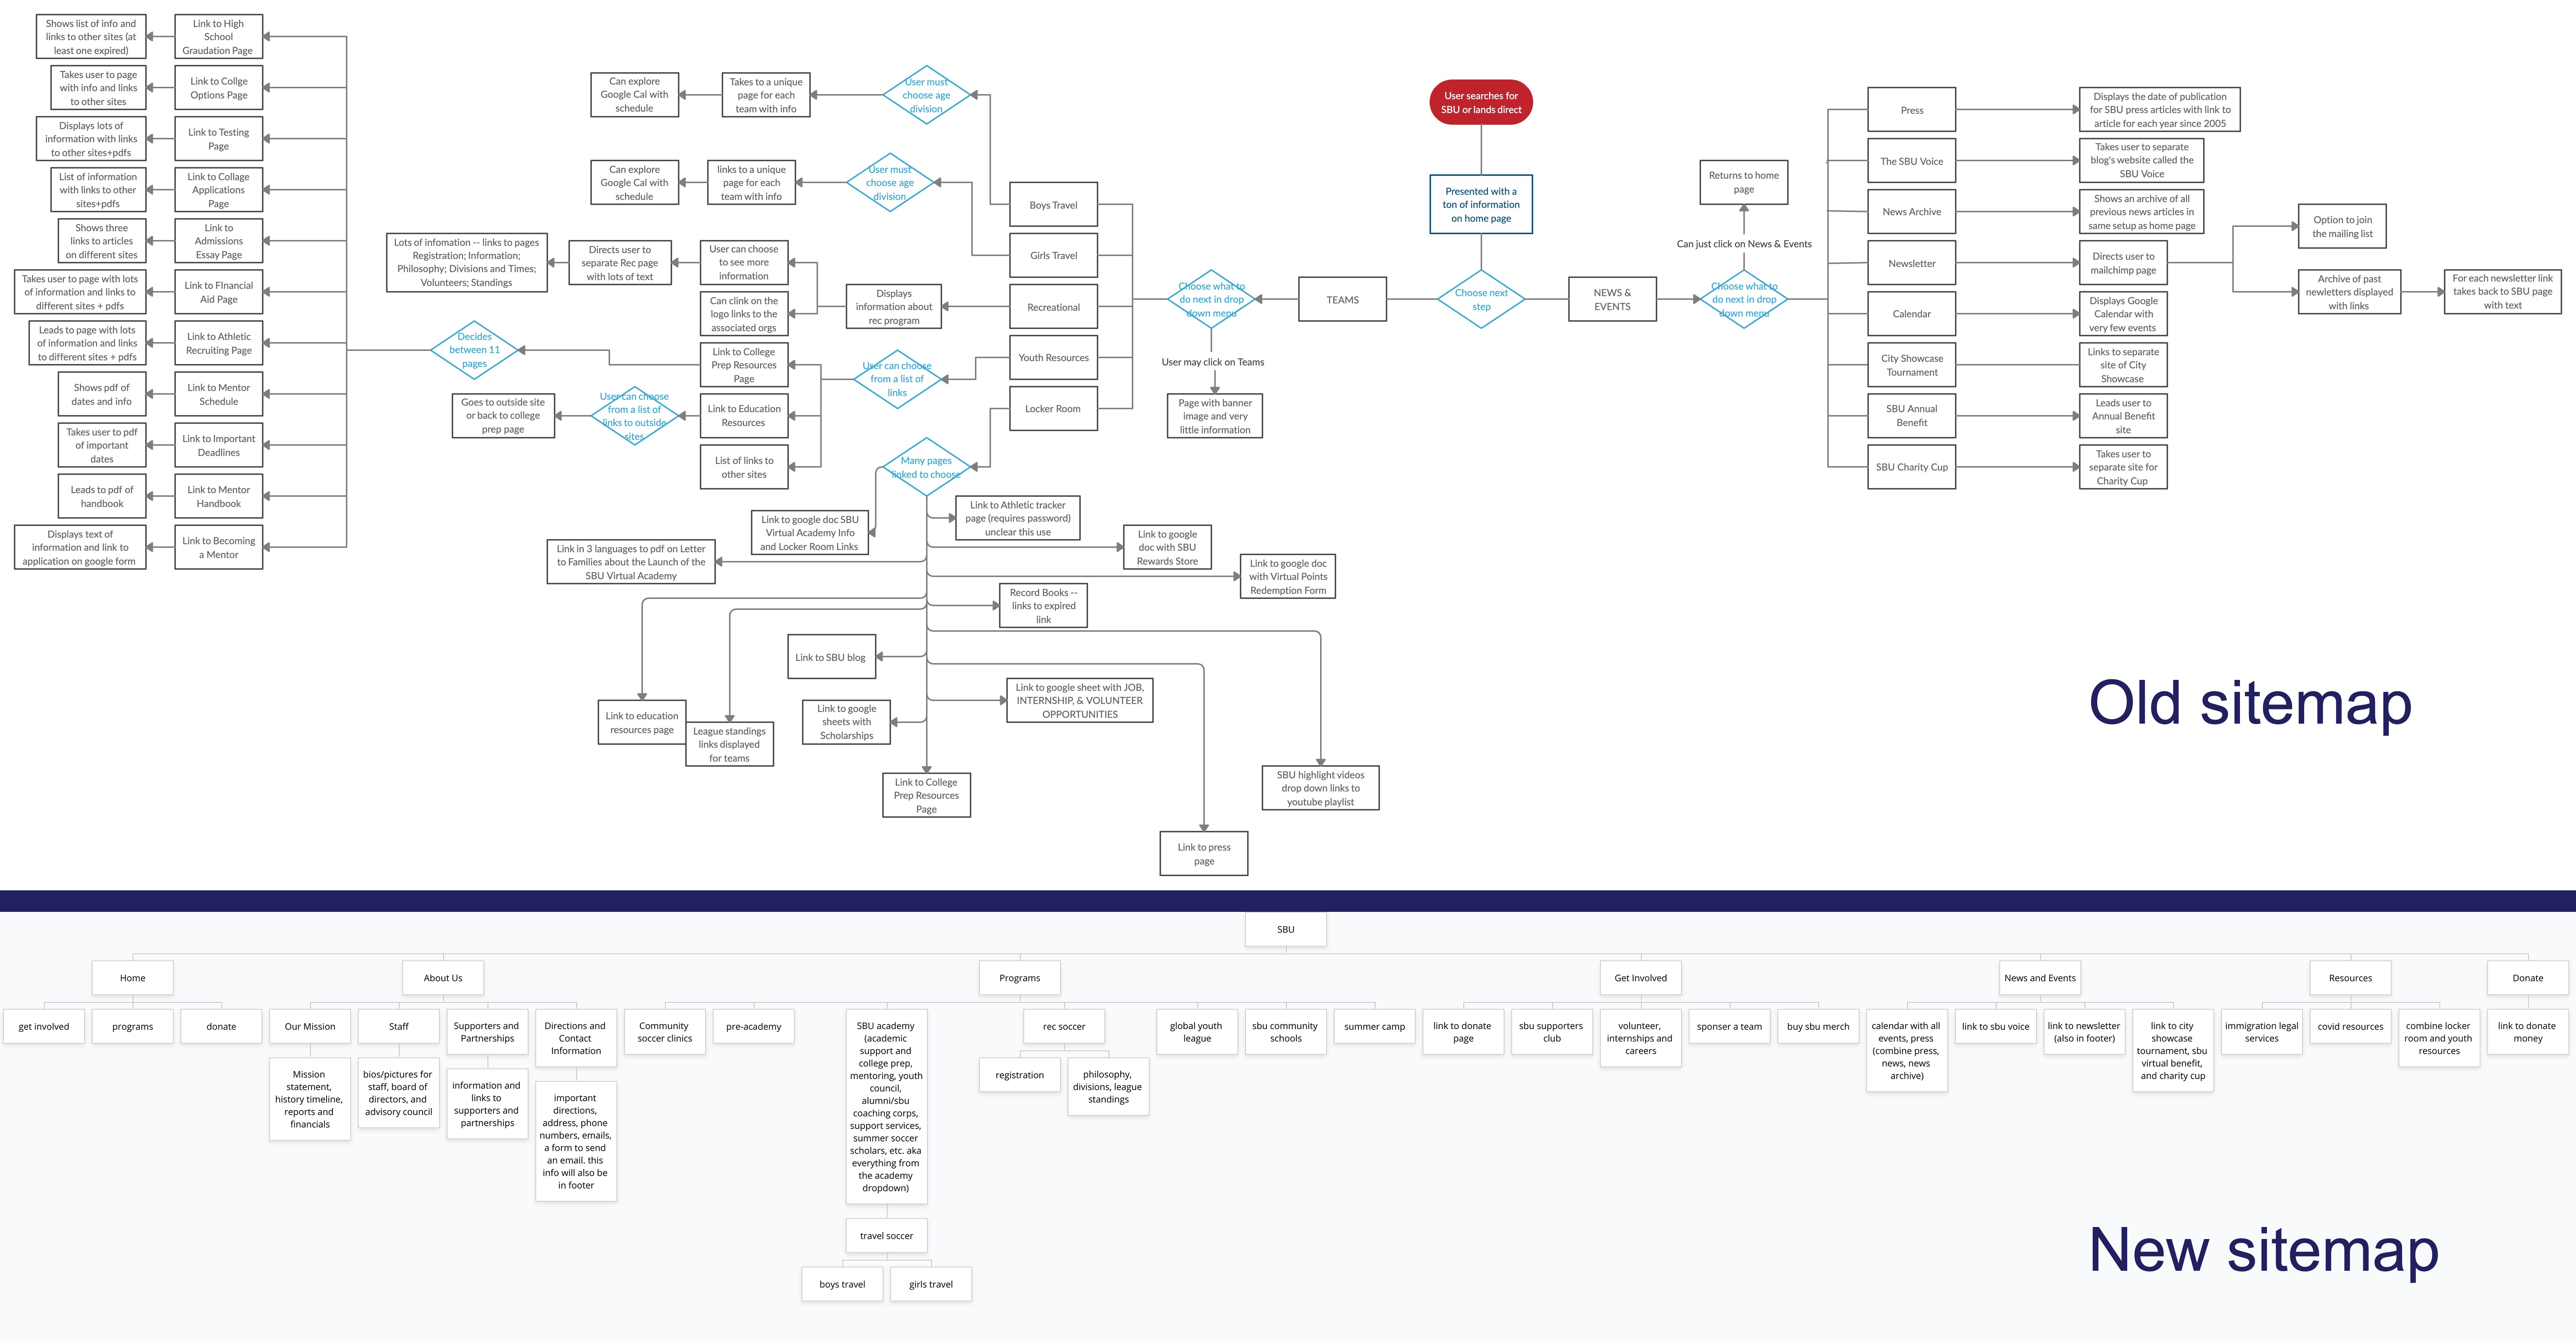 Shows list of info and
links to other sites (at
least one expired)
Link to High
School
Graudation Page
Takes user to page
with info and links
to other sites
Link to Collge
Options Page
Displays lots of
information with links
to other sites+pdfs
Link to Testing
Page
List of information
with links to other
sites+pdfs
Link to Collage
Applications
Page
Shows three
links to articles
on different sites
Link to
Admissions
Essay Page
Takes user to page with lots
of information and links to
different sites + pdfs
Link to FInancial
Aid Page
Leads to page with lots
of information and links
to different sites + pdfs
Link to Athletic
Recruiting Page
Shows pdf of
dates and info
Link to Mentor
Schedule
Takes user to pdf
of important
dates
Link to Important
Deadlines
Leads to pdf of
handbook
Link to Mentor
Handbook
Displays text of
information and link to
application on google form
Link to Becoming
a Mentor
Decides
between 11
pages
Can explore
Google Cal with
schedule
Takes to a unique
page for each
team with info
User must
choose age
division
Can explore
Google Cal with
schedule
links to a unique
page for each
team with info
User must
choose age
division
Lots of infomation -- links to pages
Registration; Information;
Philosophy; Divisions and Times;
Volunteers; Standings
Directs user to
separate Rec page
with lots of text
User can choose
to see more
information
Can clink on the
logo links to the
associated orgs
Displays
information about
rec program
Link to College
Prep Resources
Page
User can choose
from a list of
links
Goes to outside site
or back to college
prep page
User can choose
from a list of
links to outside
sites
Link to Education
Resources
List of links to
other sites
Boys Travel
Girls Travel
Recreational
Youth Resources
Locker Room
Many pages
linked to choose
Link to google doc SBU
Virtual Academy Info
and Locker Room Links
Link to Athletic tracker
page (requires password)
unclear this use
Link in 3 languages to pdf on Letter
to Families about the Launch of the
SBU Virtual Academy
Link to google
doc with SBU
Rewards Store
Link to google doc
with Virtual Points
Redemption Form
Record Books --
links to expired
link
Link to SBU blog
Link to education
resources page
League standings
links displayed
for teams
Link to google
sheets with
Scholarships
Link to google sheet with JOB,
INTERNSHIP, & VOLUNTEER
OPPORTUNITIES
Link to College
Prep Resources
Page
SBU highlight videos
drop down links to
youtube playlist
Link to press
page
User searches for
SBU or lands direct
Presented with a
ton of information
on home page
Choose next
step
TEAMS
Choose what to
do next in drop
down menu
User may click on Teams
Page with banner
image and very
little information
NEWS &
EVENTS
Choose what to
do next in drop
down menu
Can just click on News & Events
Returns to home
page
Press
Displays the date of publication
for SBU press articles with link to
article for each year since 2005
The SBU Voice
Takes user to separate
blog's website called the
SBU Voice
News Archive
Shows an archive of all
previous news articles in
same setup as home page
Newsletter
Directs user to
mailchimp page
Option to join
the mailing list
Archive of past
newletters displayed
with links
For each newsletter link
takes back to SBU page
with text
Calendar
Displays Google
Calendar with
very few events
City Showcase
Tournament
Links to separate
site of City
Showcase
SBU Annual
Benefit
Leads user to
Annual Benefit
site
SBU Charity Cup
Takes user to
separate site for
Charity Cup
Old sitemap
SBU
Home
About Us
Programs
Get Involved
News and Events
Resources
Donate
get involved
programs
donate
Our Mission
Staff
Supporters and
Partnerships
Directions and
Contact
Information
Mission
statement,
history timeline,
reports and
financials
bios/pictures for
staff, board of
directors, and
advisory council
information and
links to
supporters and
partnerships
important
directions,
address, phone
numbers, emails,
a form to send
an email. this
info will also be
in footer
Community
soccer clinics
pre-academy
SBU academy
(academic
support and
college prep,
mentoring, youth
council,
alumni/sbu
coaching corps,
support services,
summer soccer
scholars, etc. aka
everything from
the academy
dropdown)
travel soccer
boys travel
girls travel
rec soccer
registration
philosophy,
divisions, league
standings
global youth
league
sbu community
schools
summer camp
link to donate
page
sbu supporters
club
volunteer,
internships and
careers
sponser a team
buy sbu merch
calendar with all
events, press
(combine press,
news, news
archive)
link to sbu voice
link to newsletter
(also in footer)
link to city
showcase
tournament, sbu
virtual benefit,
and charity cup
immigration legal
services
covid resources
combine locker
room and youth
resources
link to donate
money
New sitemap